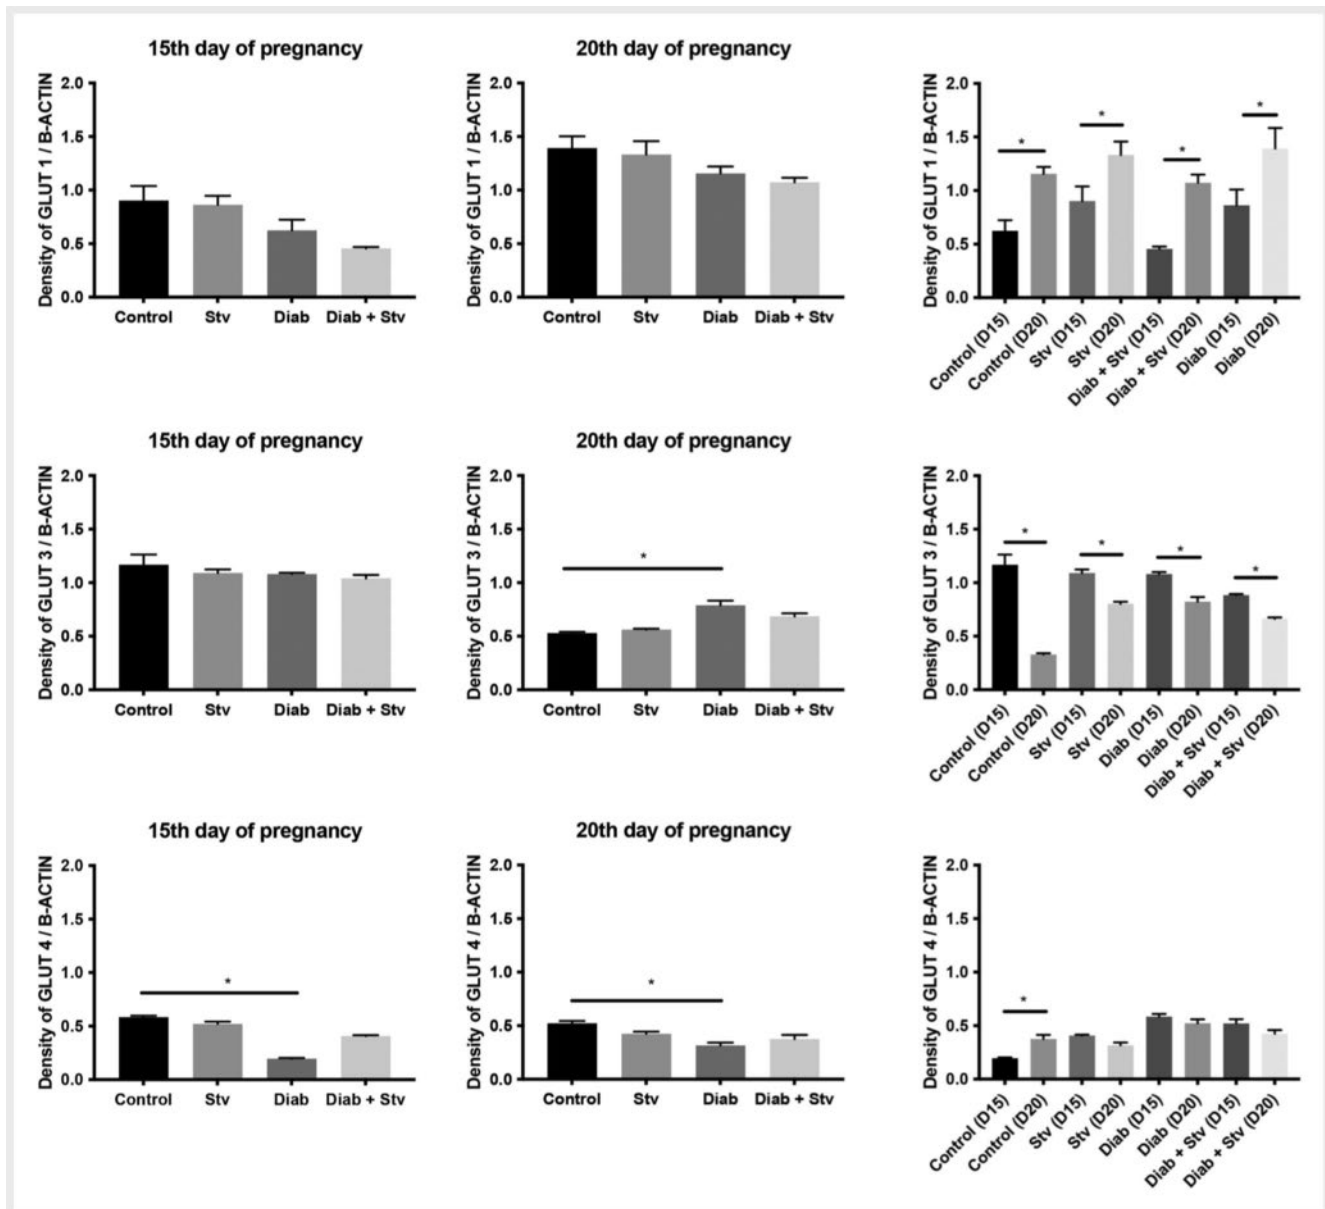 15th day of pregnancy
Density of GLUT 1 / B-ACTIN
2.0
1.5
1.0
0.5
0.0
Control Stv Diab Diab + Stv
20th day of pregnancy
Density of GLUT 1 / B-ACTIN
2.0
1.5
1.0
0.5
0.0
Control Stv Diab Diab + Stv
Density of GLUT 1 / B-ACTIN
2.0
1.5
1.0
0.5
0.0
*
*
*
*
Control (D15)
Control (D20)
Stv (D15)
Stv (D20)
Diab + Stv (D15)
Diab + Stv (D20)
Diab (D15)
Diab (D20)
15th day of pregnancy
Density of GLUT 3 / B-ACTIN
2.0
1.5
1.0
0.5
0.0
Control Stv Diab Diab + Stv
20th day of pregnancy
Density of GLUT 3 / B-ACTIN
2.0
1.5
1.0
0.5
0.0
*
Control Stv Diab Diab + Stv
Density of GLUT 3 / B-ACTIN
2.0
1.5
1.0
0.5
0.0
*
*
*
*
Control (D15)
Control (D20)
Stv (D15)
Stv (D20)
Diab (D15)
Diab (D20)
Diab + Stv (D15)
Diab + Stv (D20)
15th day of pregnancy
Density of GLUT 4 / B-ACTIN
2.0
1.5
1.0
0.5
0.0
*
Control Stv Diab Diab + Stv
20th day of pregnancy
Density of GLUT 4 / B-ACTIN
2.0
1.5
1.0
0.5
0.0
*
Control Stv Diab Diab + Stv
Density of GLUT 4 / B-ACTIN
2.0
1.5
1.0
0.5
0.0
*
Control (D15)
Control (D20)
Stv (D15)
Stv (D20)
Diab (D15)
Diab (D20)
Diab + Stv (D15)
Diab + Stv (D20)